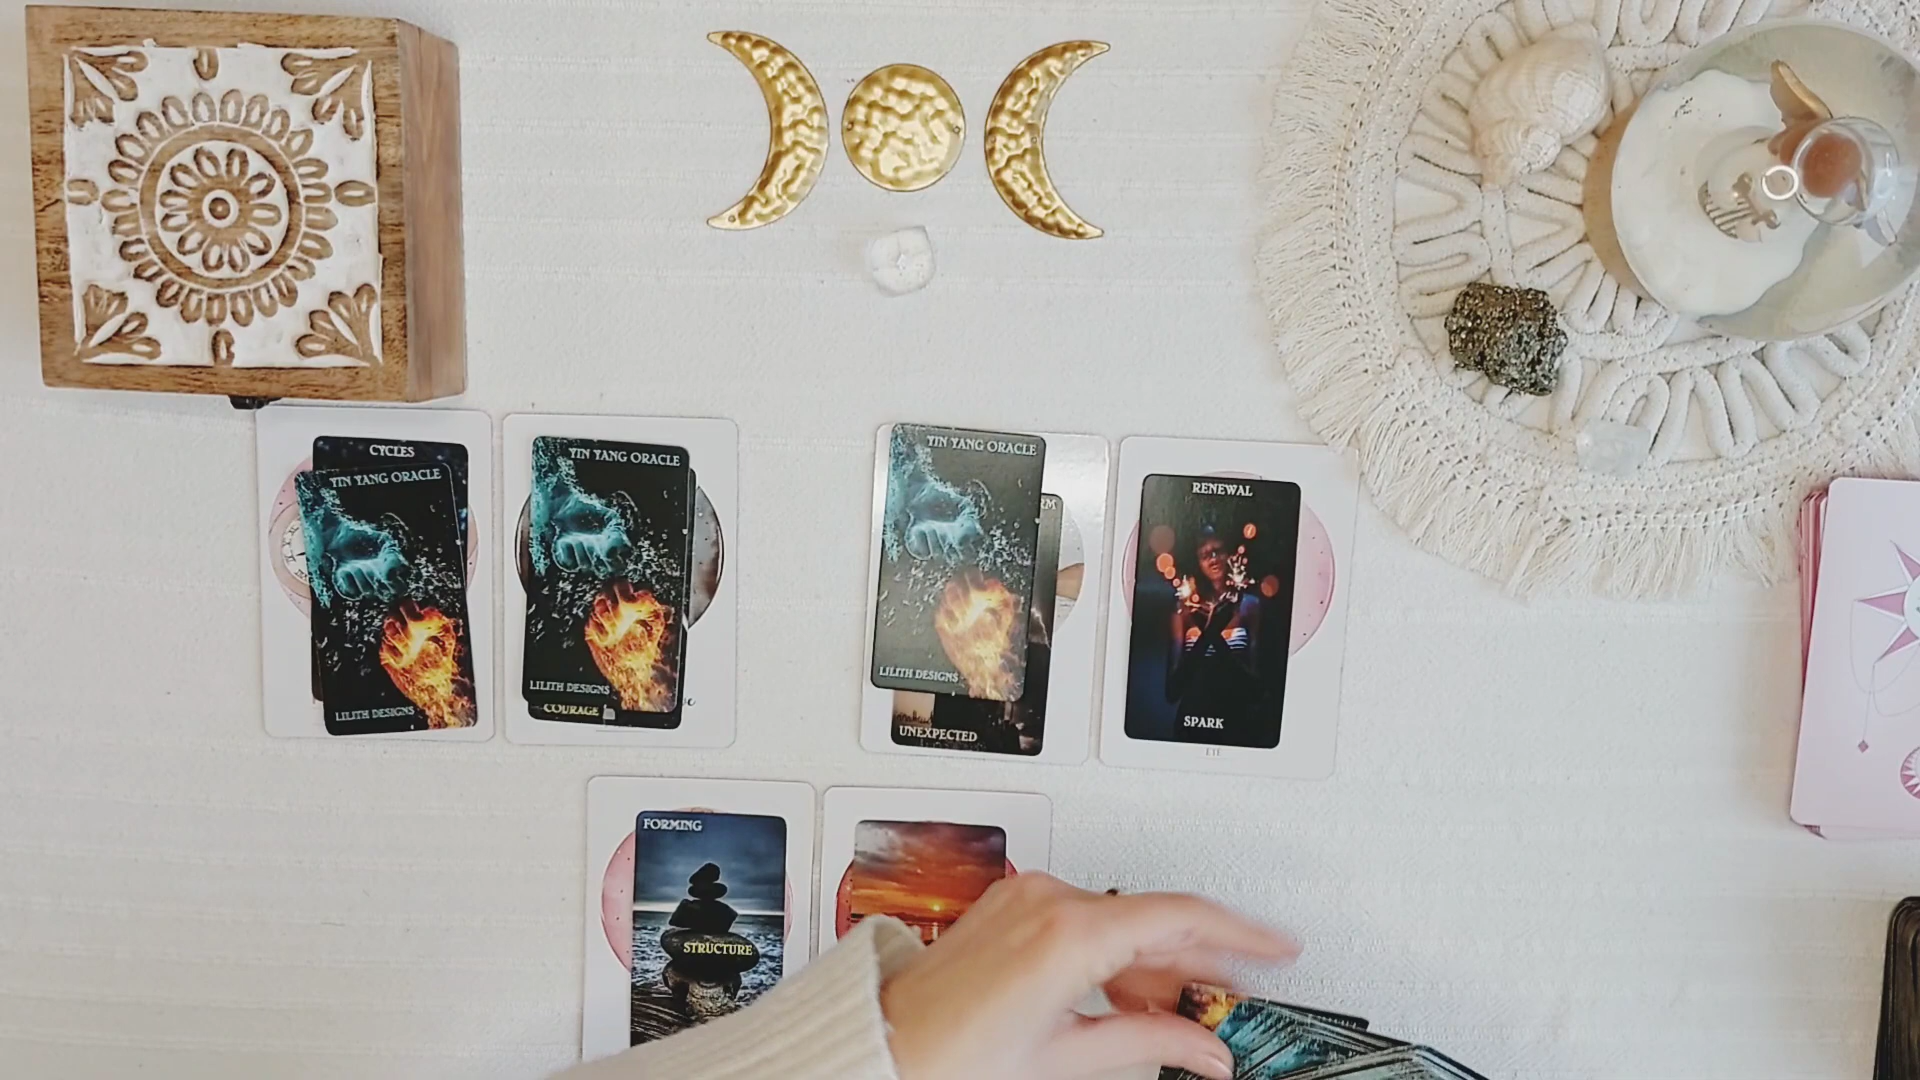 CYCLES
YIN YANG ORACLE
LILITH DESIGNS
YIN YANG ORACLE
LILITH DESIGNS
COURAGE
YIN YANG ORACLE
LILITH DESIGNS
UNEXPECTED
RENEWAL
SPARK
FORMING
STRUCTURE